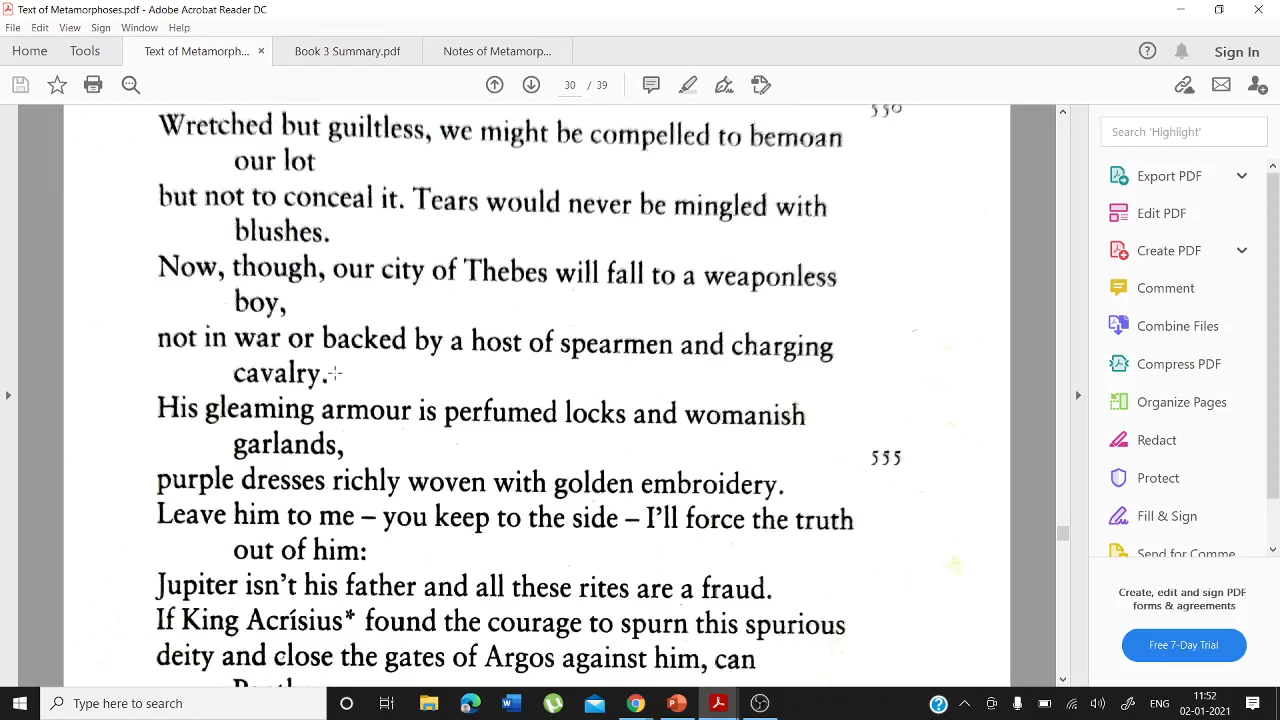 Text of Metamorphoses.pdf - Adobe Acrobat Reader DC
File Edit View Sign Window Help
Home Tools Text of Metamorph... × Book 3 Summary.pdf Notes of Metamorp... Sign In
30 / 39
550
Wretched but guiltless, we might be compelled to bemoan
our lot
but not to conceal it. Tears would never be mingled with
blushes.
Now, though, our city of Thebes will fall to a weaponless
boy,
not in war or backed by a host of spearmen and charging
cavalry.
His gleaming armour is perfumed locks and womanish
garlands,
555
purple dresses richly woven with golden embroidery.
Leave him to me – you keep to the side – I'll force the truth
out of him:
Jupiter isn't his father and all these rites are a fraud.
If King Acrísius* found the courage to spurn this spurious
deity and close the gates of Argos against him, can
Search 'Highlight'
Export PDF
Edit PDF
Create PDF
Comment
Combine Files
Compress PDF
Organize Pages
Redact
Protect
Fill & Sign
Send for Comme
Create, edit and sign PDF
forms & agreements
Free 7-Day Trial
Type here to search
ENG
11:52
02-01-2021